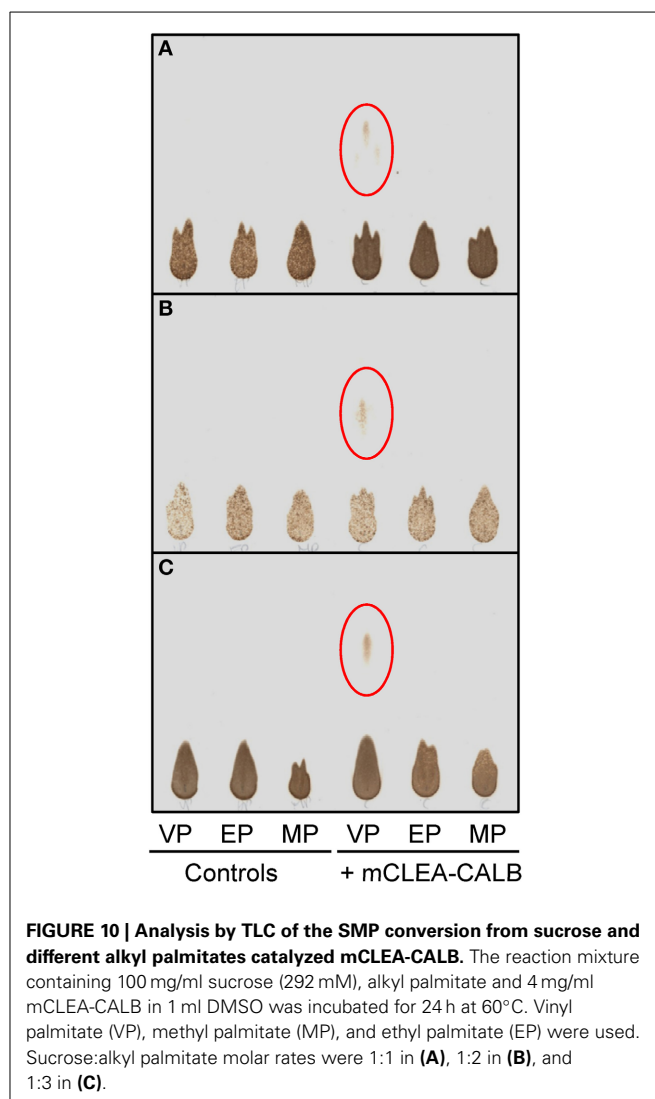 A
B
C
VP EP MP VP EP MP
Controls + mCLEA-CALB
FIGURE 10 | Analysis by TLC of the SMP conversion from sucrose and
different alkyl palmitates catalyzed mCLEA-CALB. The reaction mixture
containing 100 mg/ml sucrose (292 mM), alkyl palmitate and 4 mg/ml
mCLEA-CALB in 1 ml DMSO was incubated for 24 h at 60°C. Vinyl
palmitate (VP), methyl palmitate (MP), and ethyl palmitate (EP) were used.
Sucrose:alkyl palmitate molar rates were 1:1 in (A), 1:2 in (B), and
1:3 in (C).